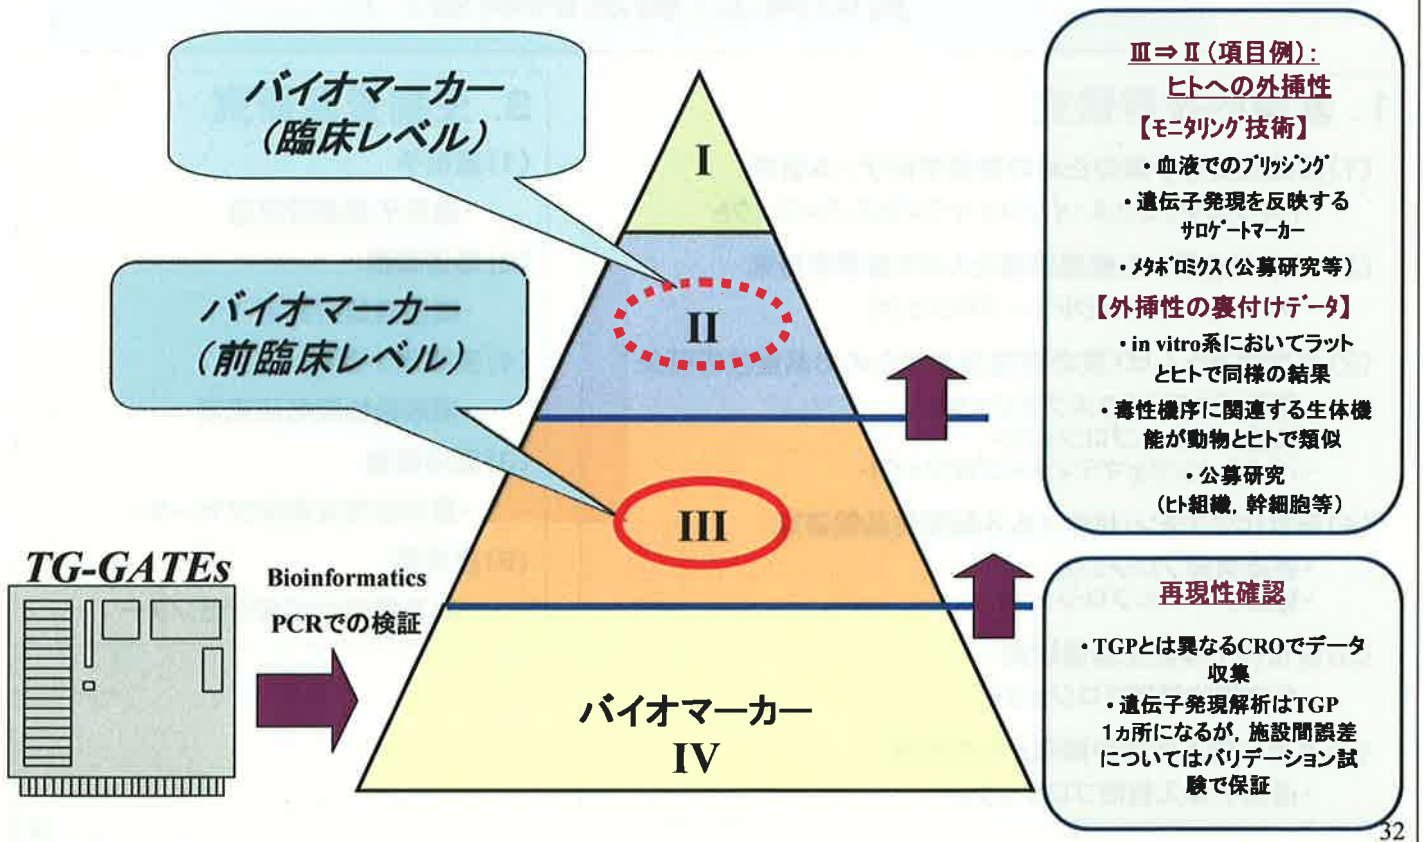 バイオマーカー
(臨床レベル)
バイオマーカー
(前臨床レベル)
TG-GATEs
Bioinformatics
PCRでの検証
I
II
III
バイオマーカー
IV
Ⅲ⇒Ⅱ(項目例):
ヒトへの外挿性
【ﾓﾆﾀﾘﾝｸﾞ技術】
・血液でのﾌﾞﾘｯｼﾞﾝｸﾞ
・遺伝子発現を反映する
ｻﾛｹﾞｰﾄﾏｰｶｰ
・ﾒﾀﾎﾞﾛﾐｸｽ(公募研究等)
【外挿性の裏付けﾃﾞｰﾀ】
・in vitro系においてラット
とヒトで同様の結果
・毒性機序に関連する生体機
能が動物とヒトで類似
・公募研究
(ﾋﾄ組織,幹細胞等)
再現性確認
・TGPとは異なるCROでデータ
収集
・遺伝子発現解析はTGP
1ヵ所になるが,施設間誤差
についてはバリデーション試
験で保証
32